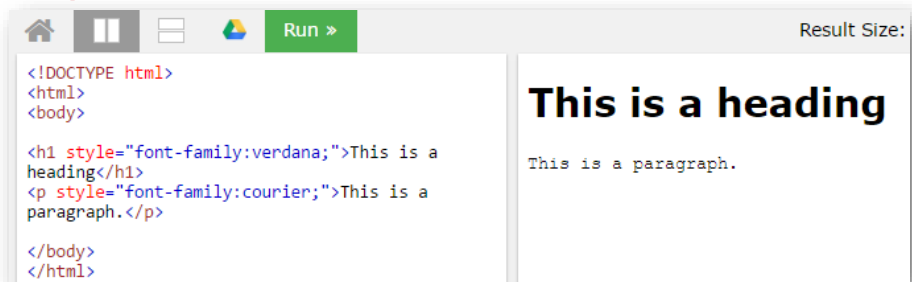 Run » Result Size:
<!DOCTYPE html>
<html>
<body>
<h1 style="font-family:verdana;">This is a
heading</h1>
<p style="font-family:courier;">This is a
paragraph.</p>
</body>
</html>
This is a heading
This is a paragraph.